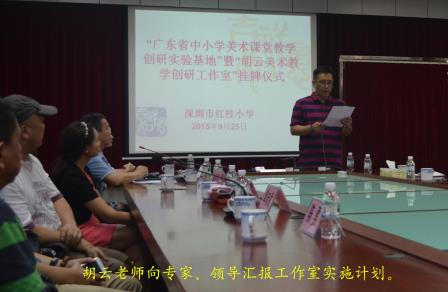 “广东省中小学美术课堂教学
创研实验基地”暨“胡云美术教
学创研工作室”挂牌仪式
深圳市红桂小学
2015年9月25日
胡云老师向专家、领导汇报工作室实施计划。